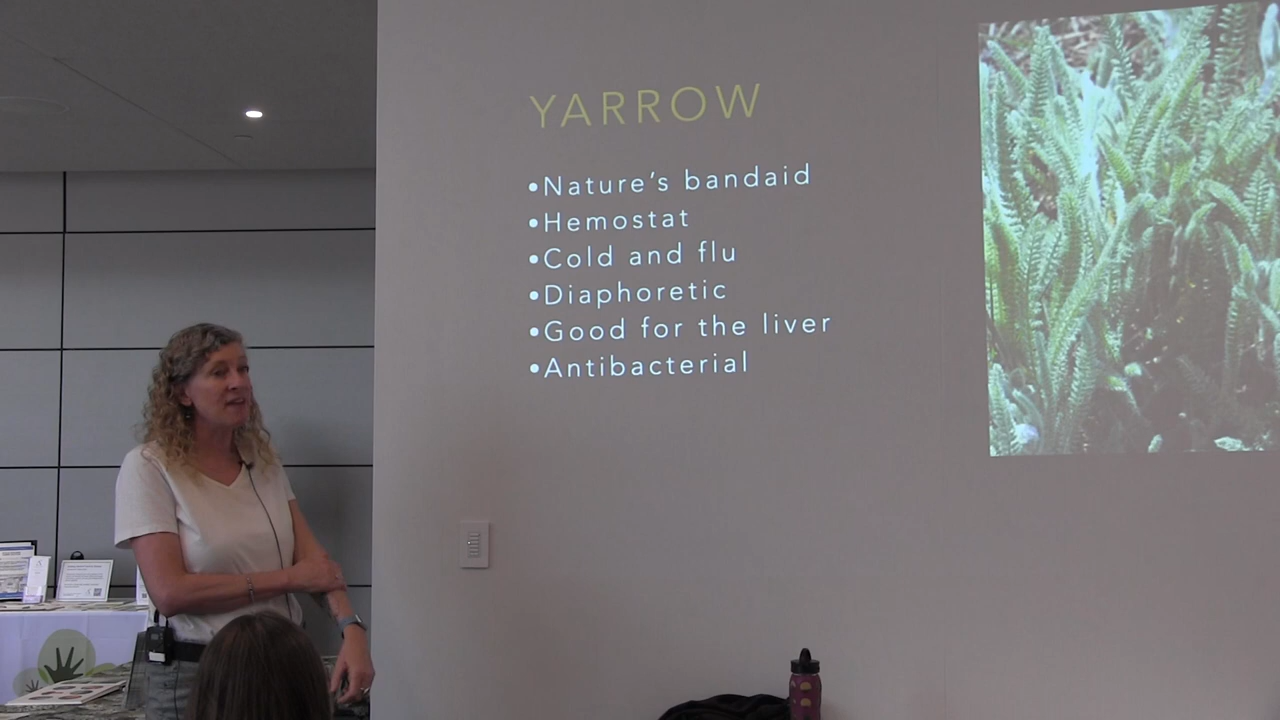 YARROW
•Nature's bandaid
•Hemostat
•Cold and flu
•Diaphoretic
•Good for the liver
•Antibacterial